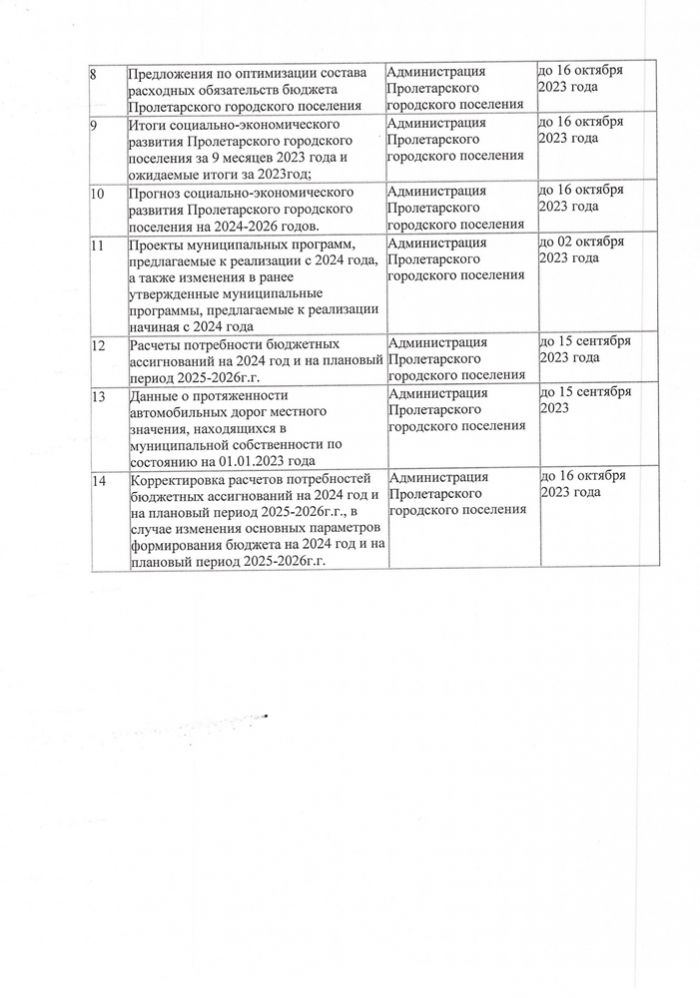 8
Предложения по оптимизации состава
расходных обязательств бюджета
Пролетарского городского поселения
Администрация
Пролетарского
городского поселения
до 16 октября
2023 года
9
Итоги социально-экономического
развития Пролетарского городского
поселения за 9 месяцев 2023 года и
ожидаемые итоги за 2023год;
Администрация
Пролетарского
городского поселения
до 16 октября
2023 года
10
Прогноз социально-экономического
развития Пролетарского городского
поселения на 2024-2026 годов.
Администрация
Пролетарского
городского поселения
до 16 октября
2023 года
11
Проекты муниципальных программ,
предлагаемые к реализации с 2024 года,
а также изменения в ранее
утвержденные муниципальные
программы, предлагаемые к реализации
начиная с 2024 года
Администрация
Пролетарского
городского поселения
до 02 октября
2023 года
12
Расчеты потребности бюджетных
ассигнований на 2024 год и на плановый
период 2025-2026г.г.
Администрация
Пролетарского
городского поселения
до 15 сентября
2023 года
13
Данные о протяженности
автомобильных дорог местного
значения, находящихся в
муниципальной собственности по
состоянию на 01.01.2023 года
Администрация
Пролетарского
городского поселения
до 15 сентября
2023
14
Корректировка расчетов потребностей
бюджетных ассигнований на 2024 год и
на плановый период 2025-2026г.г., в
случае изменения основных параметров
формирования бюджета на 2024 год и на
плановый период 2025-2026г.г.
Администрация
Пролетарского
городского поселения
до 16 октября
2023 года